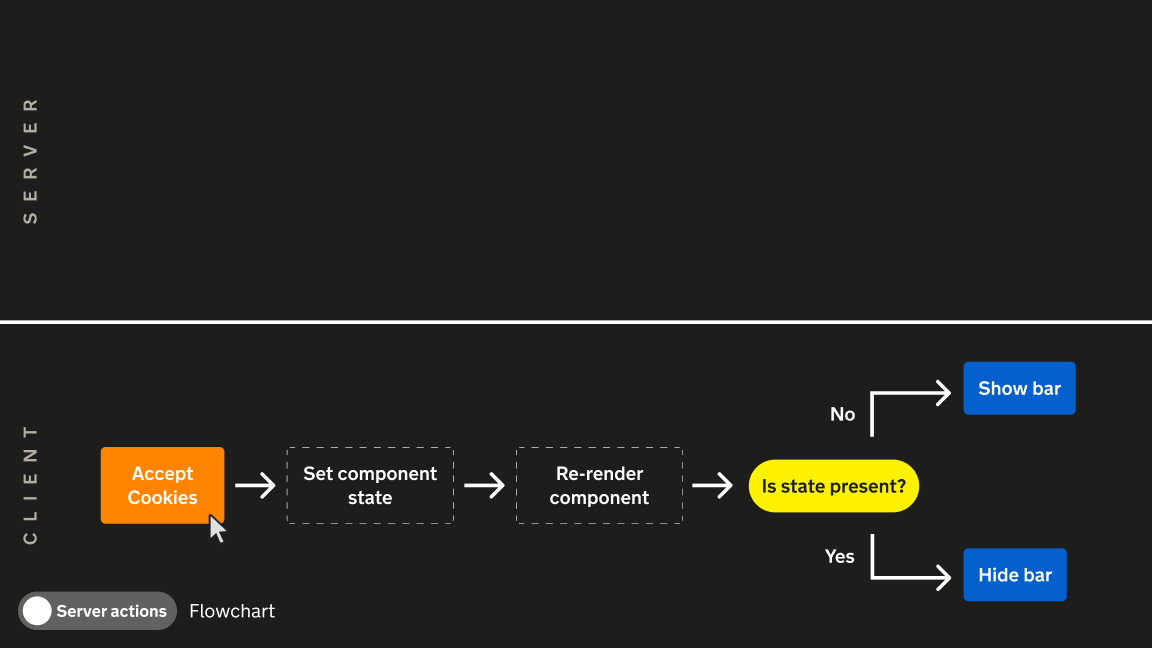 SERVER
CLIENT
Accept
Cookies
Set component
state
Re-render
component
Is state present?
No
Show bar
Yes
Hide bar
Server actions
Flowchart